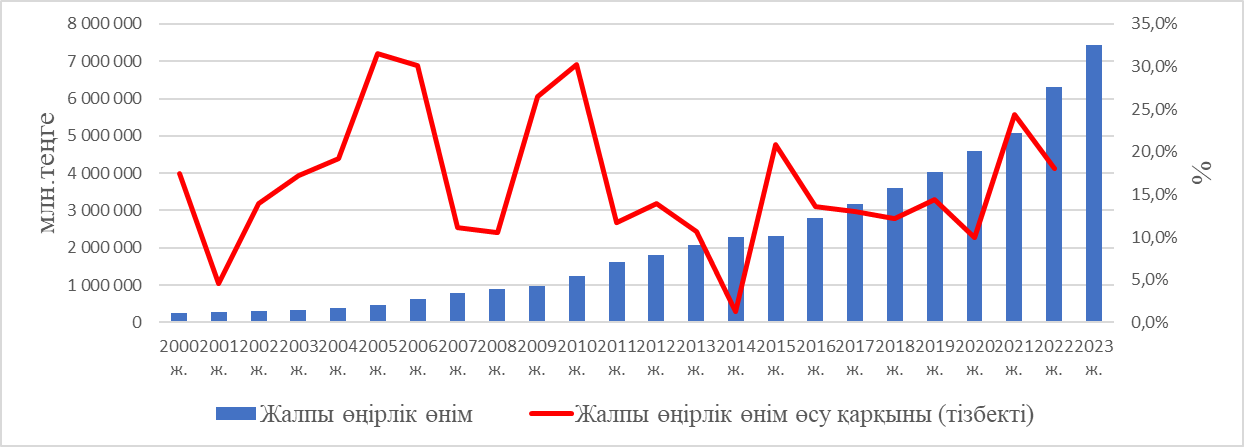 8 000 000
7 000 000
6 000 000
5 000 000
4 000 000
3 000 000
2 000 000
1 000 000
0
млн.теңге
35,0%
30,0%
25,0%
20,0%
15,0%
10,0%
5,0%
0,0%
%
2000 2001 2002 2003 2004 2005 2006 2007 2008 2009 2010 2011 2012 2013 2014 2015 2016 2017 2018 2019 2020 2021 2022 2023
ж. ж. ж. ж. ж. ж. ж. ж. ж. ж. ж. ж. ж. ж. ж. ж. ж. ж. ж. ж. ж. ж. ж. ж.
Жалпы өңірлік өнім Жалпы өңірлік өнім өсу қарқыны (тізбекті)